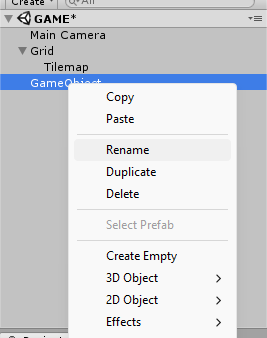 Create
All
GAME*
Main Camera
Grid
Tilemap
GameObject
Copy
Paste
Rename
Duplicate
Delete
Select Prefab
Create Empty
3D Object
2D Object
Effects